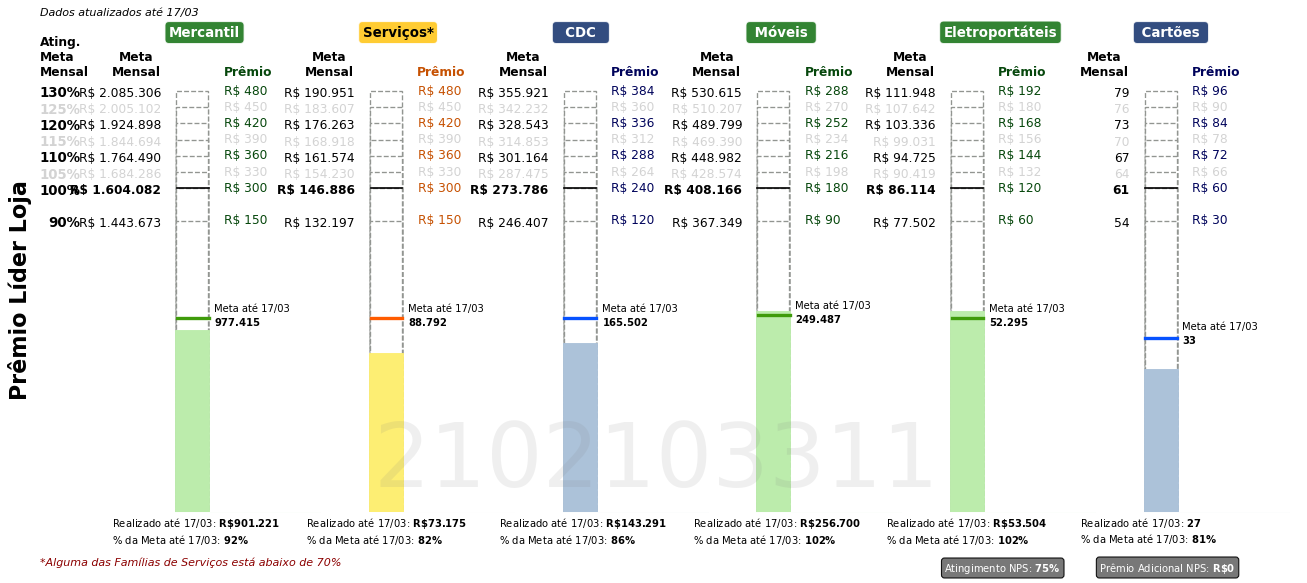 Dados atualizados até 17/03
Mercantil Serviços* CDC Móveis Eletroportáteis Cartões
Ating. Meta Mensal
Meta Mensal Prêmio Meta Mensal Prêmio Meta Mensal Prêmio Meta Mensal Prêmio Meta Mensal Prêmio Meta Mensal Prêmio
130% R$ 2.085.306 R$ 480 R$ 190.951 R$ 480 R$ 355.921 R$ 384 R$ 530.615 R$ 288 R$ 111.948 R$ 192 79 R$ 96
125% R$ 2.005.102 R$ 450 R$ 183.607 R$ 450 R$ 342.232 R$ 360 R$ 510.207 R$ 270 R$ 107.642 R$ 180 76 R$ 90
120% R$ 1.924.898 R$ 420 R$ 176.263 R$ 420 R$ 328.543 R$ 336 R$ 489.799 R$ 252 R$ 103.336 R$ 168 73 R$ 84
115% R$ 1.844.694 R$ 390 R$ 168.918 R$ 390 R$ 314.853 R$ 312 R$ 469.390 R$ 234 R$ 99.031 R$ 156 70 R$ 78
110% R$ 1.764.490 R$ 360 R$ 161.574 R$ 360 R$ 301.164 R$ 288 R$ 448.982 R$ 216 R$ 94.725 R$ 144 67 R$ 72
105% R$ 1.684.286 R$ 330 R$ 154.230 R$ 330 R$ 287.475 R$ 264 R$ 428.574 R$ 198 R$ 90.419 R$ 132 64 R$ 66
100% R$ 1.604.082 R$ 300 R$ 146.886 R$ 300 R$ 273.786 R$ 240 R$ 408.166 R$ 180 R$ 86.114 R$ 120 61 R$ 60
90% R$ 1.443.673 R$ 150 R$ 132.197 R$ 150 R$ 246.407 R$ 120 R$ 367.349 R$ 90 R$ 77.502 R$ 60 54 R$ 30
Prêmio Líder Loja
Meta até 17/03 Meta até 17/03 Meta até 17/03 Meta até 17/03 Meta até 17/03 Meta até 17/03
977.415 88.792 165.502 249.487 52.295 33
2102103311
Realizado até 17/03: R$901.221 Realizado até 17/03: R$73.175 Realizado até 17/03: R$143.291 Realizado até 17/03: R$256.700 Realizado até 17/03: R$53.504 Realizado até 17/03: 27
% da Meta até 17/03: 92% % da Meta até 17/03: 82% % da Meta até 17/03: 86% % da Meta até 17/03: 102% % da Meta até 17/03: 102% % da Meta até 17/03: 81%
*Alguma das Famílias de Serviços está abaixo de 70%
Atingimento NPS: 75% Prêmio Adicional NPS: R$0